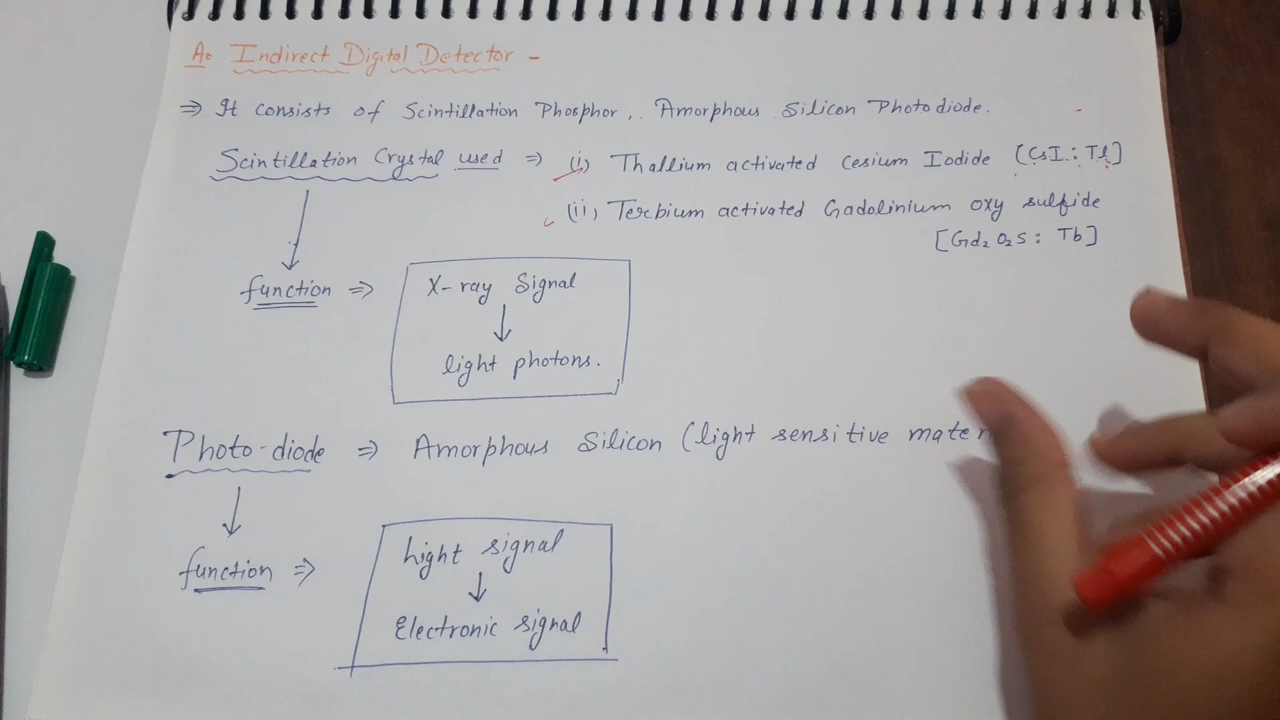 A. Indirect Digital Detector -
⇒ It consists of Scintillation Phosphor, Amorphous Silicon Photodiode.
Scintillation Crystal used ⇒ (i) Thallium activated Cesium Iodide [CsI : Tl]
(ii) Terbium activated Gadolinium oxy sulfide
[Gd₂O₂S : Tb]
function ⇒ X-ray Signal
↓
light photons.
Photo-diode ⇒ Amorphous Silicon (light sensitive mater
↓
function ⇒ Light signal
↓
Electronic signal